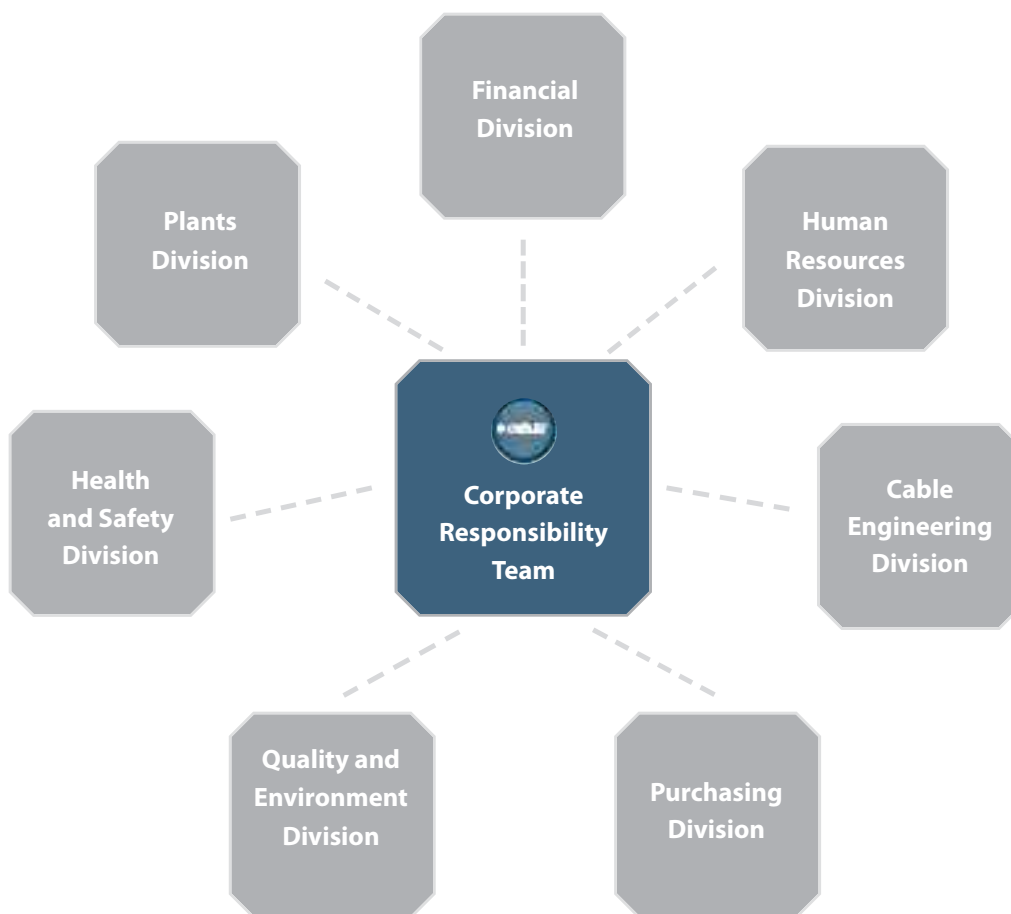 Financial
Division
Plants
Division
Human
Resources
Division
Health
and Safety
Division
Corporate
Responsibility
Team
Cable
Engineering
Division
Quality and
Environment
Division
Purchasing
Division